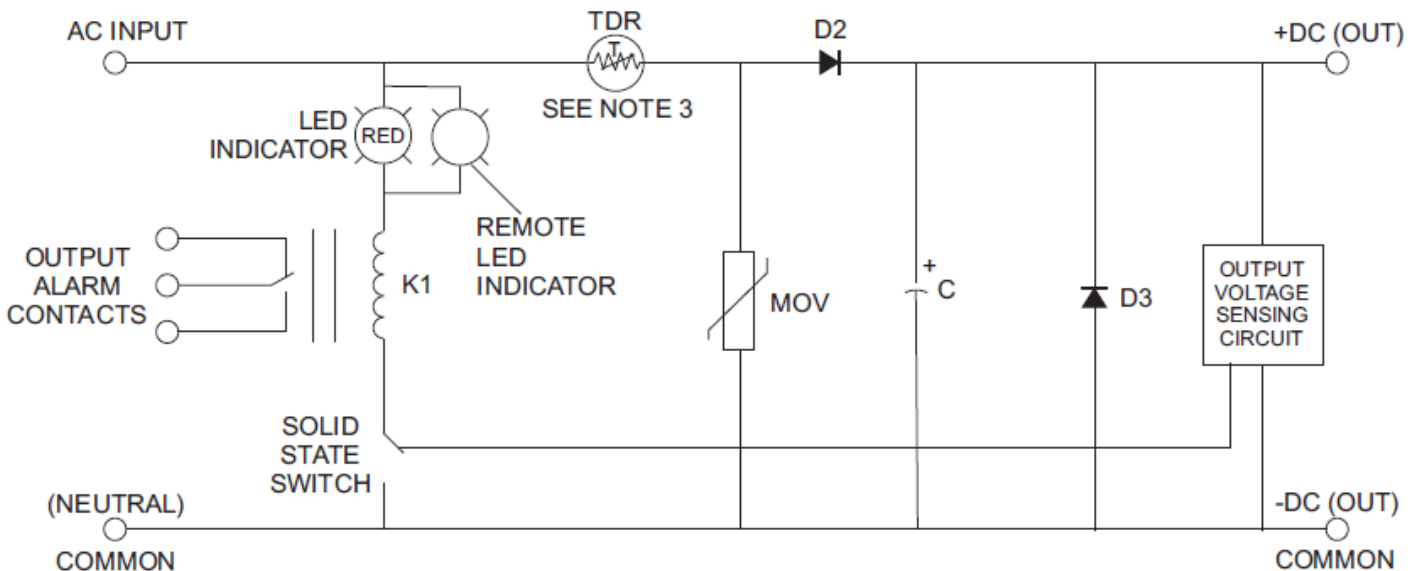 AC INPUT
TDR
T
SEE NOTE 3
D2
+DC (OUT)
LED
INDICATOR
RED
REMOTE
LED
INDICATOR
OUTPUT
ALARM
CONTACTS
K1
MOV
+
C
D3
OUTPUT
VOLTAGE
SENSING
CIRCUIT
SOLID
STATE
SWITCH
(NEUTRAL)
COMMON
-DC (OUT)
COMMON